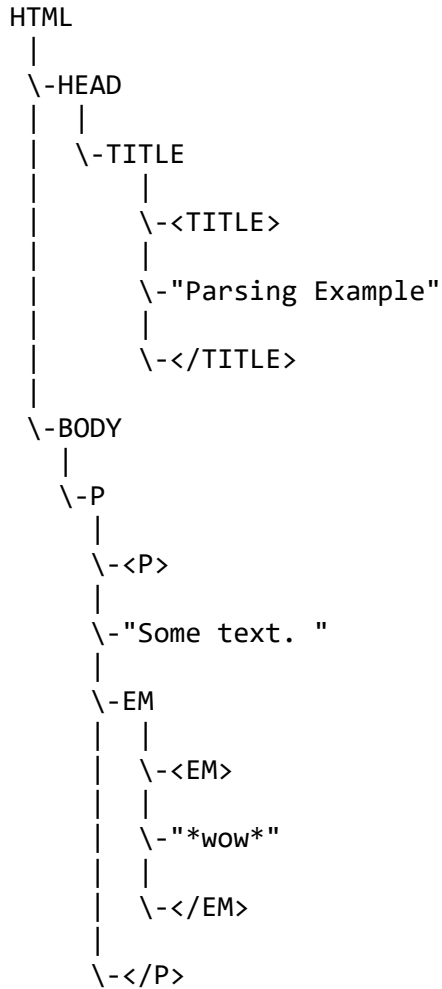 HTML
 |
 \-HEAD
 |  |
 |  \-TITLE
 |      |
 |      \-<TITLE>
 |      |
 |      \-"Parsing Example"
 |      |
 |      \-</TITLE>
 |
 \-BODY
   |
   \-P
     |
     \-<P>
     |
     \-"Some text. "
     |
     \-EM
     |  |
     |  \-<EM>
     |  |
     |  \-"*wow*"
     |  |
     |  \-</EM>
     |
     \-</P>